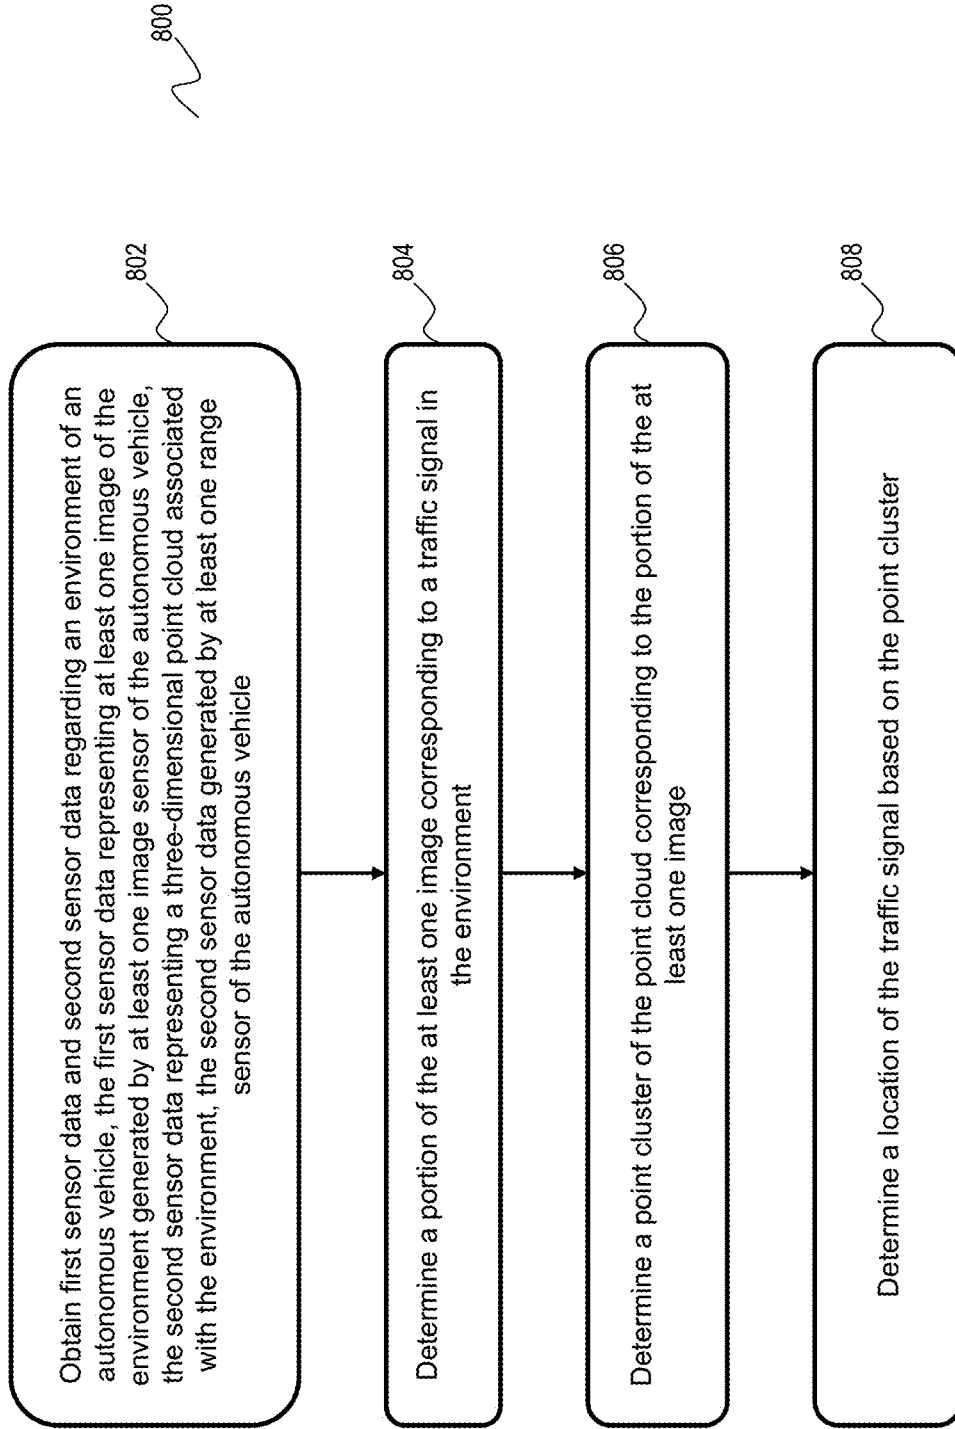 800
802
Obtain first sensor data and second sensor data regarding an environment of an
autonomous vehicle, the first sensor data representing at least one image of the
environment generated by at least one image sensor of the autonomous vehicle,
the second sensor data representing a three-dimensional point cloud associated
with the environment, the second sensor data generated by at least one range
sensor of the autonomous vehicle
804
Determine a portion of the at least one image corresponding to a traffic signal in
the environment
806
Determine a point cluster of the point cloud corresponding to the portion of the at
least one image
808
Determine a location of the traffic signal based on the point cluster